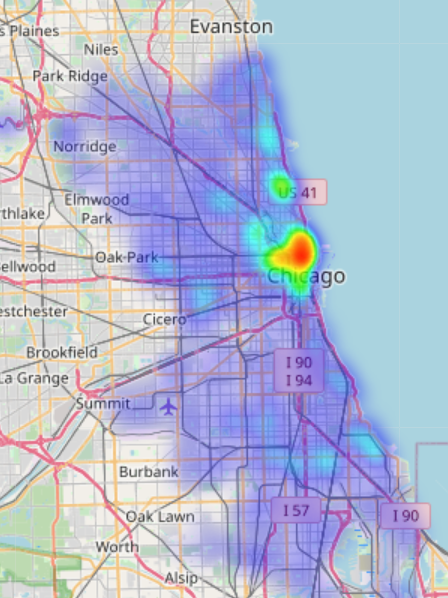 Evanston
s Plaines
Niles
Park Ridge
Norridge
US 41
Elmwood
Park
rthlake
Oak Park
ellwood
Chicago
estchester
Cicero
Brookfield
I 90
I 94
La Grange
Summit
Burbank
Oak Lawn
I 57
I 90
Worth
Alsip